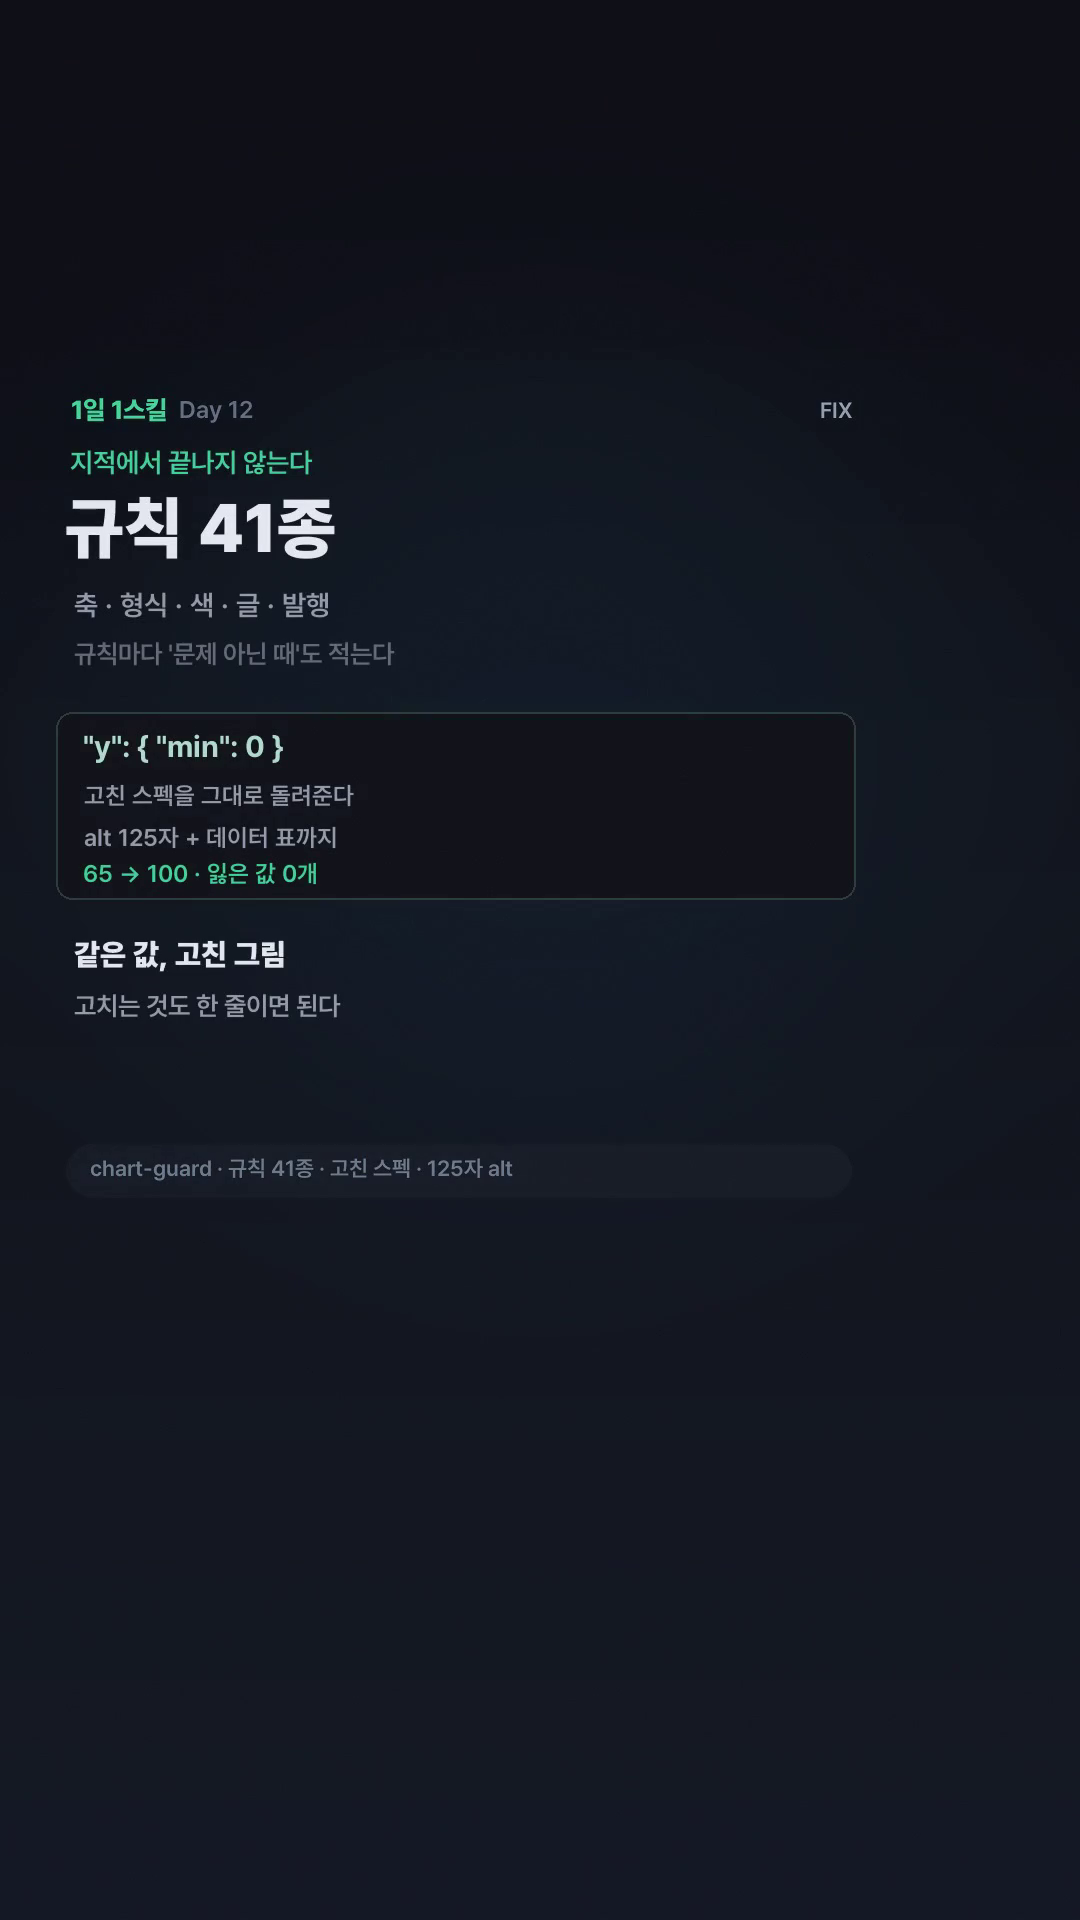 1일 1스킬 Day 12 FIX
지적에서 끝나지 않는다
규칙 41종
축 · 형식 · 색 · 글 · 발행
규칙마다 '문제 아닌 때'도 적는다
"y": { "min": 0 }
고친 스펙을 그대로 돌려준다
alt 125자 + 데이터 표까지
65 → 100 · 잃은 값 0개
같은 값, 고친 그림
고치는 것도 한 줄이면 된다
chart-guard · 규칙 41종 · 고친 스펙 · 125자 alt